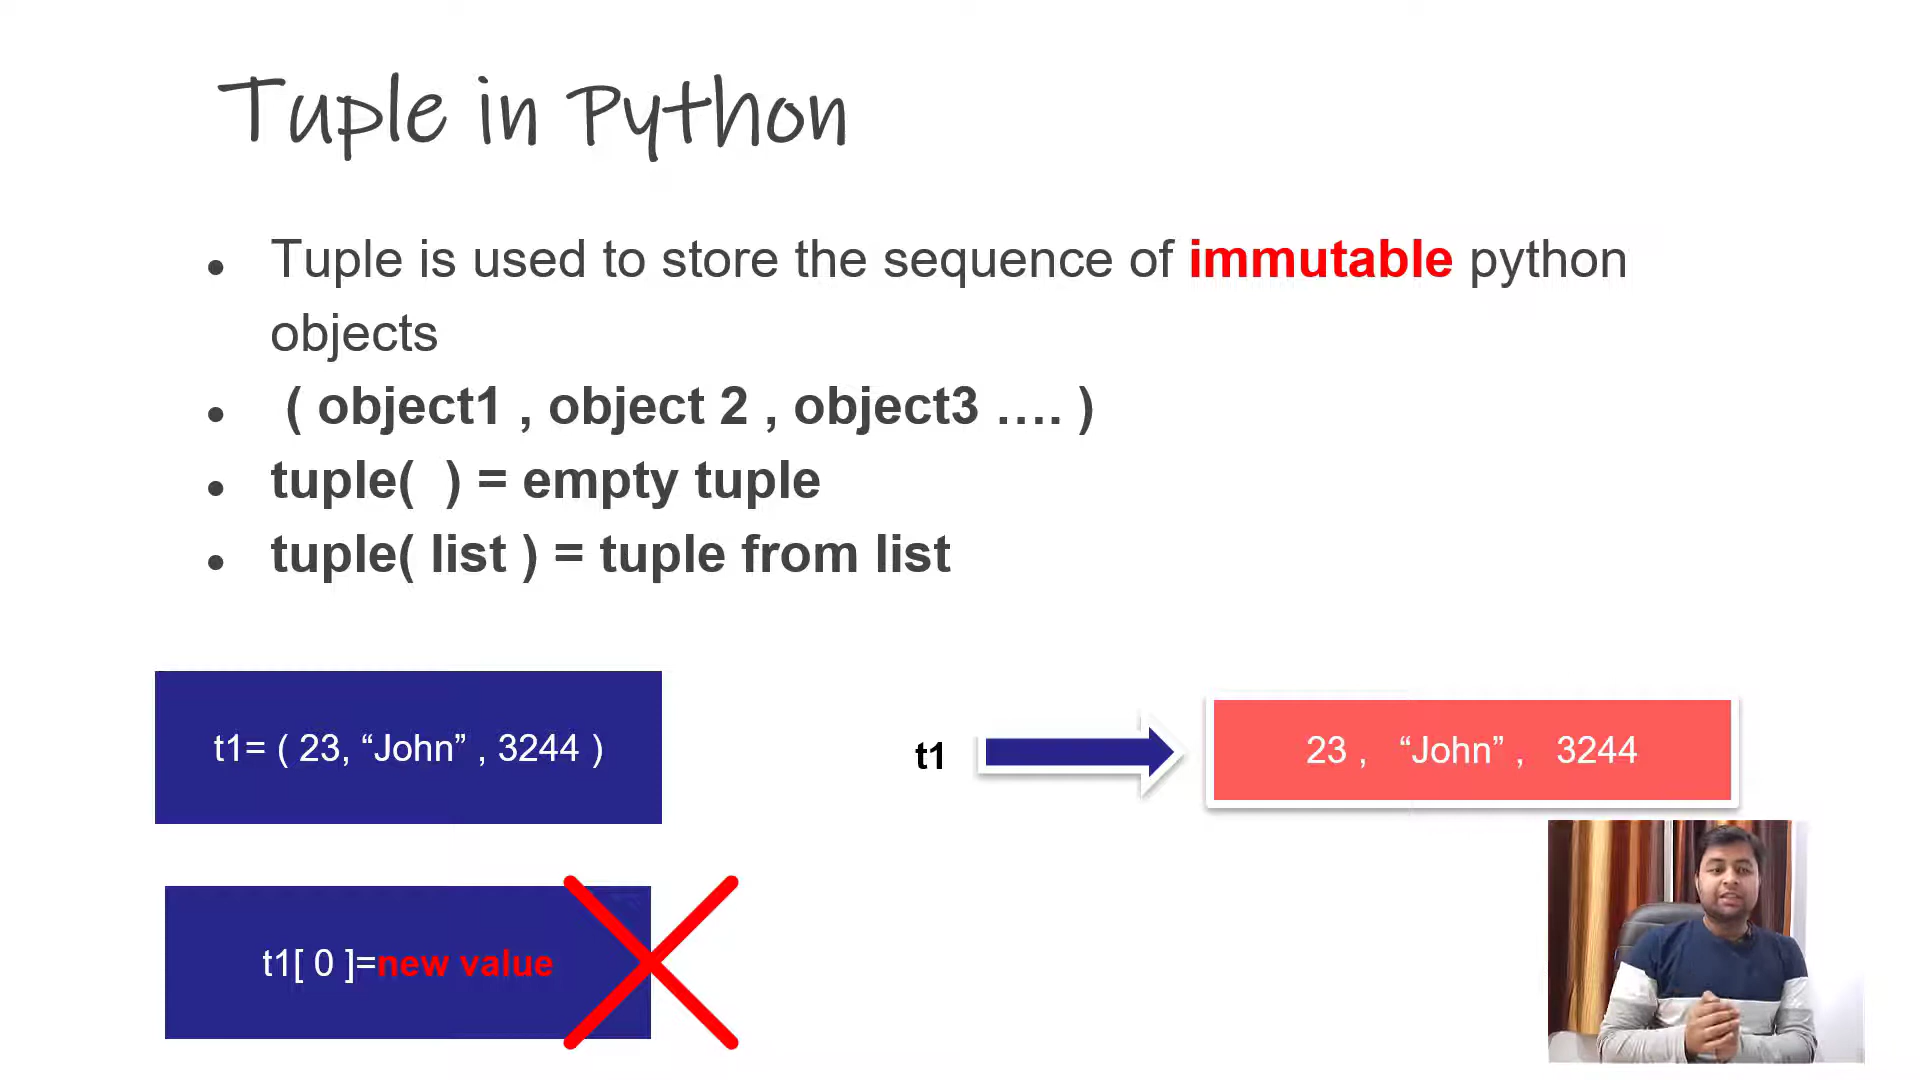 Tuple in Python
• Tuple is used to store the sequence of immutable python
objects
• ( object1 , object 2 , object3 .... )
• tuple(  ) = empty tuple
• tuple( list ) = tuple from list
t1= ( 23, “John” , 3244 )
t1
23 ,   “John” ,   3244
t1[ 0 ]=new value